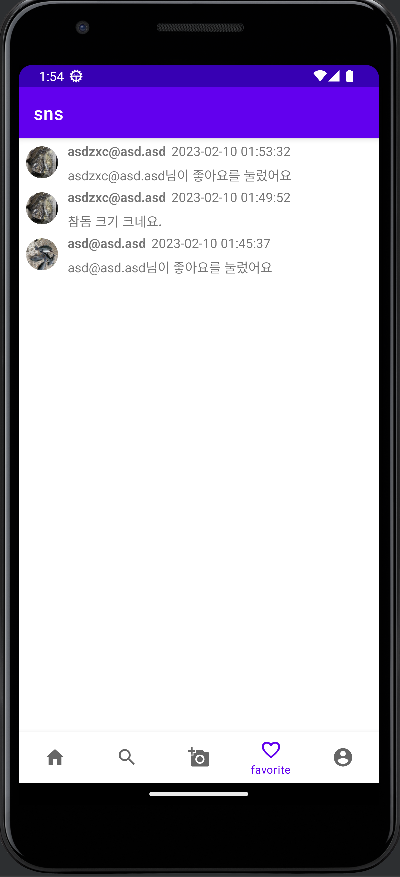 1:54
sns
asdzxc@asd.asd 2023-02-10 01:53:32
asdzxc@asd.asd님이 좋아요를 눌렀어요
asdzxc@asd.asd 2023-02-10 01:49:52
참돔 크기 크네요.
asd@asd.asd 2023-02-10 01:45:37
asd@asd.asd님이 좋아요를 눌렀어요
favorite